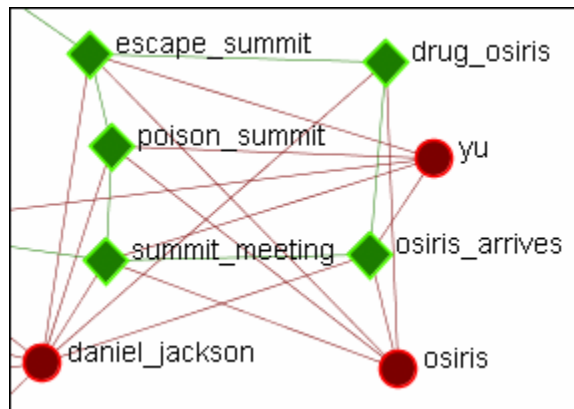 escape_summit
drug_osiris
poison_summit
yu
summit_meeting
osiris_arrives
daniel_jackson
osiris